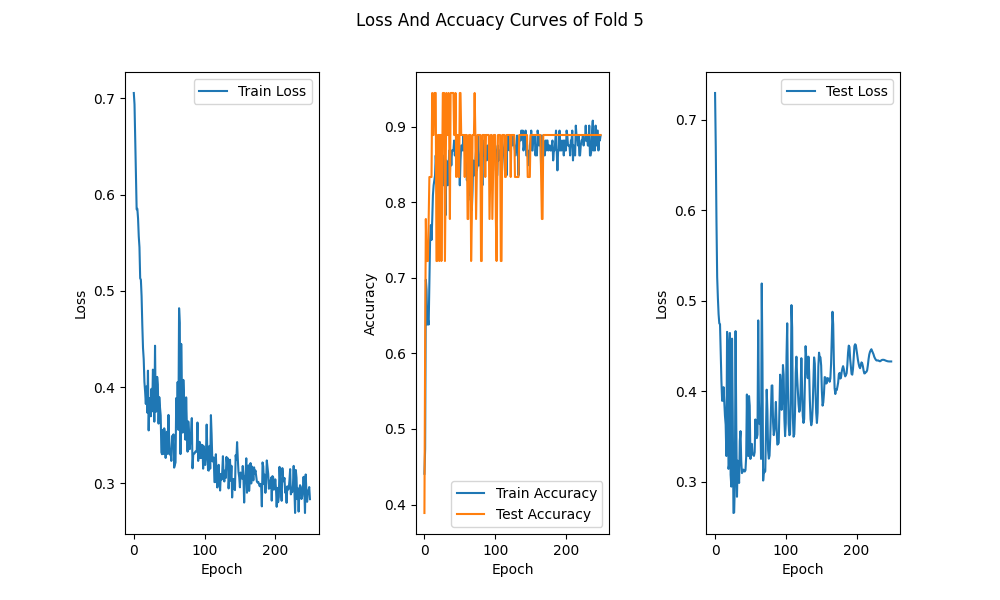 Loss And Accuacy Curves of Fold 5
Train Loss
0.7
0.6
0.5
0.4
0.3
Loss
0 100 200
Epoch
0.9
0.8
0.7
0.6
0.5
0.4
Accuracy
Train Accuracy
Test Accuracy
0 100 200
Epoch
Test Loss
0.7
0.6
0.5
0.4
0.3
Loss
0 100 200
Epoch